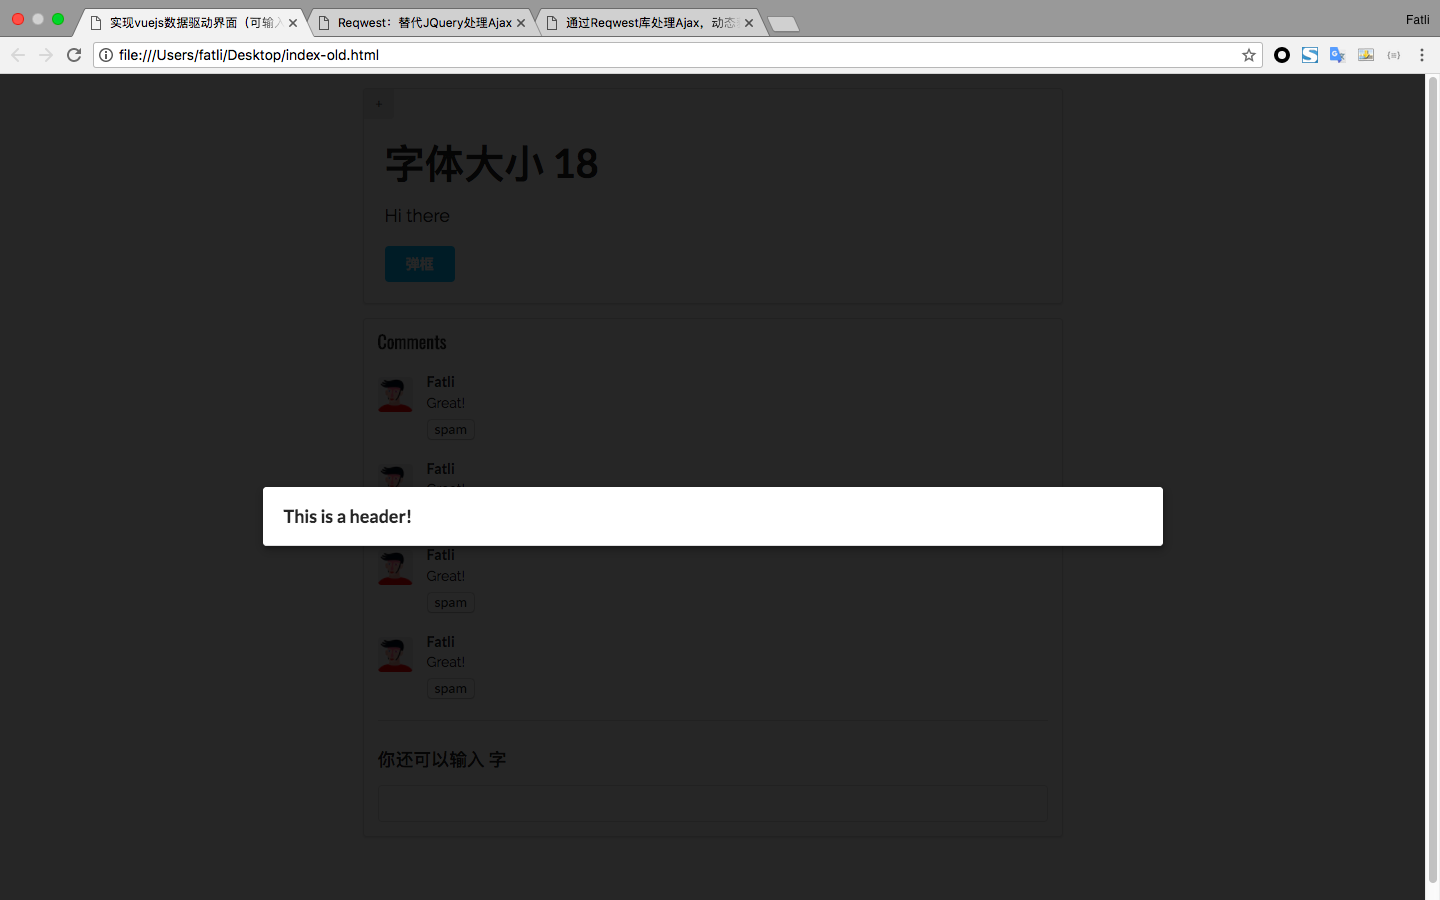 实现vuejs数据驱动界面（可输入
Reqwest：替代JQuery处理Ajax
通过Reqwest库处理Ajax，动态
Fatli
file:///Users/fatli/Desktop/index-old.html
+
字体大小 18
Hi there
弹框
Comments
Fatli
Great!
spam
Fatli
This is a header!
Fatli
Great!
spam
Fatli
Great!
spam
你还可以输入 字